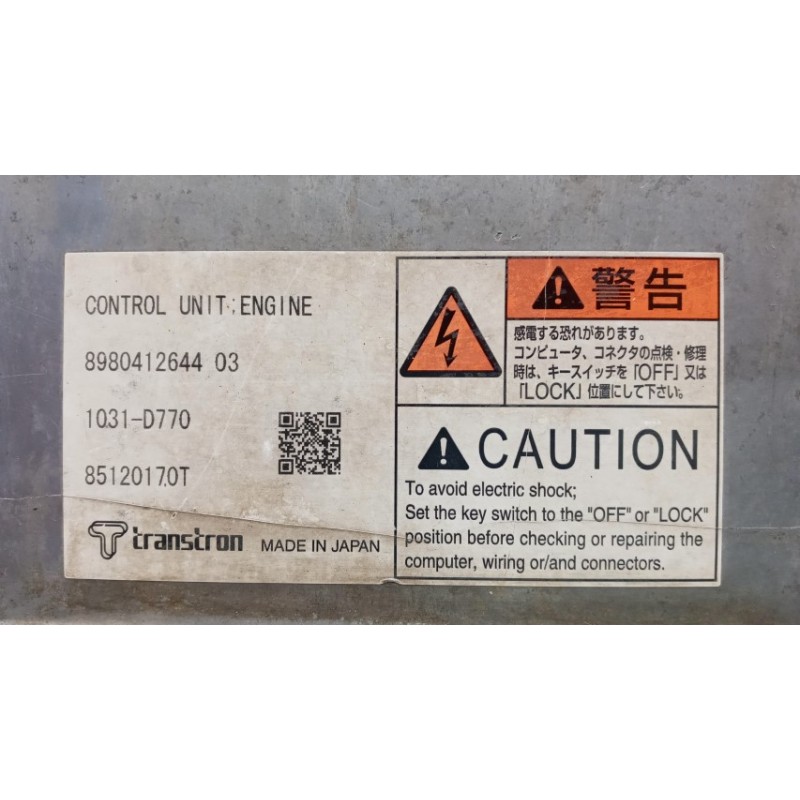 CONTROL UNIT;ENGINE
8980412644 03
1031-D770
85120170T
transtron MADE IN JAPAN
警告
感電する恐れがあります。
コンピュータ、コネクタの点検・修理
時は、キースイッチを「OFF」又は
「LOCK」位置にして下さい。
CAUTION
To avoid electric shock;
Set the key switch to the "OFF" or "LOCK"
position before checking or repairing the
computer, wiring or/and connectors.